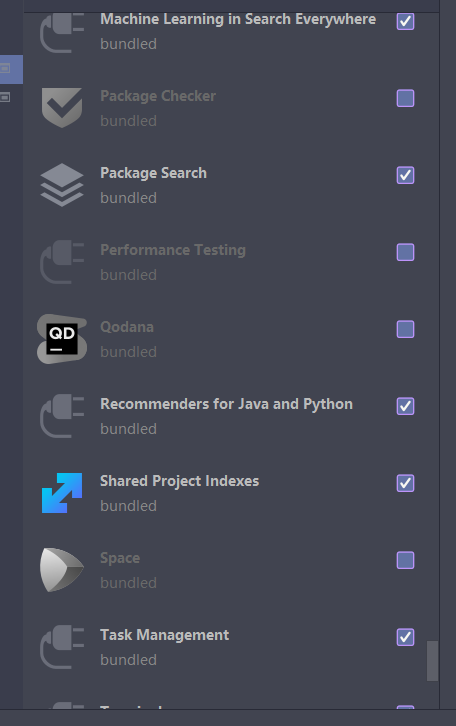 Machine Learning in Search Everywhere
bundled
Package Checker
bundled
Package Search
bundled
Performance Testing
bundled
QD
Qodana
bundled
Recommenders for Java and Python
bundled
Shared Project Indexes
bundled
Space
bundled
Task Management
bundled